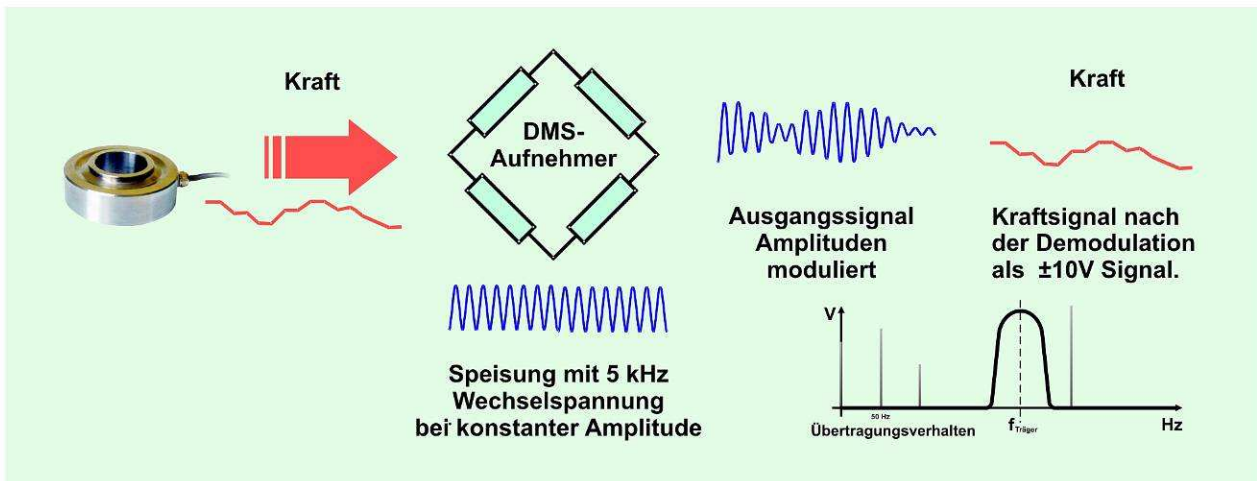 Kraft
DMS-
Aufnehmer
Speisung mit 5 kHz
Wechselspannung
bei konstanter Amplitude
Ausgangssignal
Amplituden
moduliert
Kraft
Kraftsignal nach
der Demodulation
als ±10V Signal.
V
50 Hz
f Träger
Hz
Übertragungsverhalten